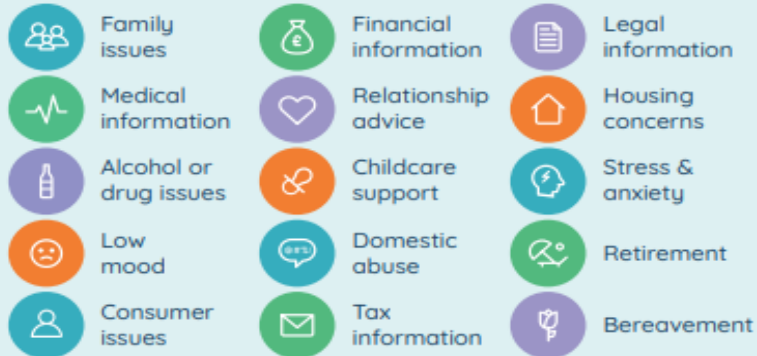 Family
issues
Financial
information
Legal
information
Medical
information
Relationship
advice
Housing
concerns
Alcohol or
drug issues
Childcare
support
Stress &
anxiety
Low
mood
@#%!
Domestic
abuse
Retirement
Consumer
issues
Tax
information
Bereavement